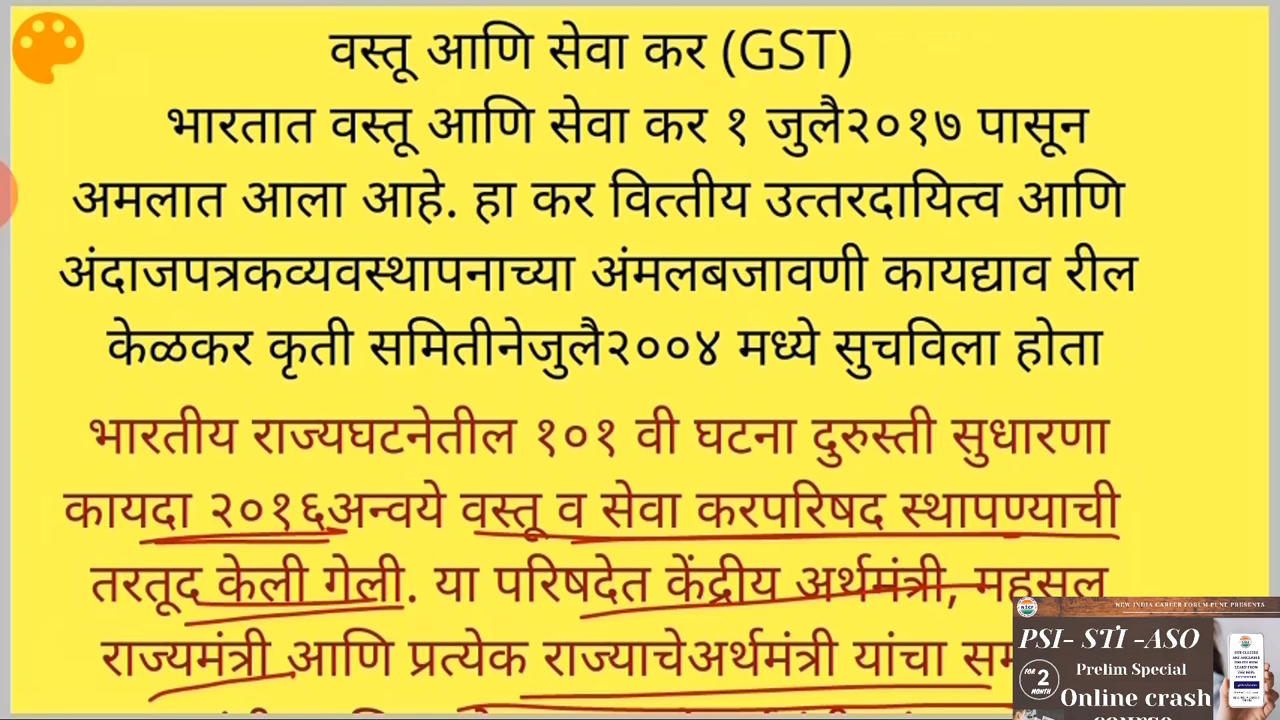 वस्तू आणि सेवा कर (GST)
भारतात वस्तू आणि सेवा कर १ जुलै२०१७ पासून
अमलात आला आहे. हा कर वित्तीय उत्तरदायित्व आणि
अंदाजपत्रकव्यवस्थापनाच्या अंमलबजावणी कायद्याव रील
केळकर कृती समितीनेजुलै२००४ मध्ये सुचविला होता
भारतीय राज्यघटनेतील १०१ वी घटना दुरुस्ती सुधारणा
कायदा २०१६अन्वये वस्तू व सेवा करपरिषद स्थापण्याची
तरतूद केली गेली. या परिषदेत केंद्रीय अर्थमंत्री, महसूल
राज्यमंत्री आणि प्रत्येक राज्याचेअर्थमंत्री यांचा
NEW INDIA CAREER FORUM PUNE PRESENTS
PSI- STI -ASO
Prelim Special
FOR 2 MONTH
Online crash
course